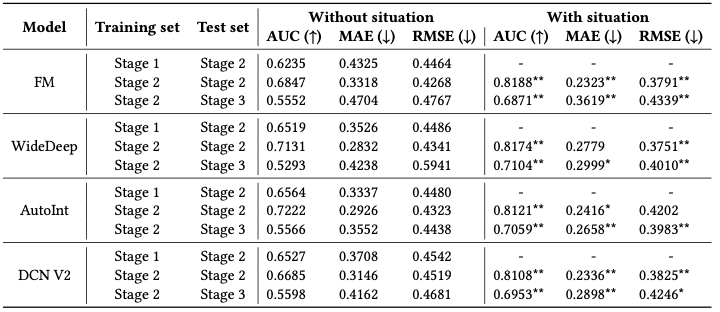 Model Training set Test set Without situation With situation
AUC (↑) MAE (↓) RMSE (↓) AUC (↑) MAE (↓) RMSE (↓)
Stage 1 Stage 2 0.6235 0.4325 0.4464 - - -
FM Stage 2 Stage 2 0.6847 0.3318 0.4268 0.8188** 0.2323** 0.3791**
Stage 2 Stage 3 0.5552 0.4704 0.4767 0.6871** 0.3619** 0.4339**
Stage 1 Stage 2 0.6519 0.3526 0.4486 - - -
WideDeep Stage 2 Stage 2 0.7131 0.2832 0.4341 0.8174** 0.2779 0.3751**
Stage 2 Stage 3 0.5293 0.4238 0.5941 0.7104** 0.2999* 0.4010**
Stage 1 Stage 2 0.6564 0.3337 0.4480 - - -
AutoInt Stage 2 Stage 2 0.7222 0.2926 0.4323 0.8121** 0.2416* 0.4202
Stage 2 Stage 3 0.5566 0.3552 0.4438 0.7059** 0.2658** 0.3983**
Stage 1 Stage 2 0.6527 0.3708 0.4542 - - -
DCN V2 Stage 2 Stage 2 0.6685 0.3146 0.4519 0.8108** 0.2336** 0.3825**
Stage 2 Stage 3 0.5598 0.4162 0.4681 0.6953** 0.2898** 0.4246*